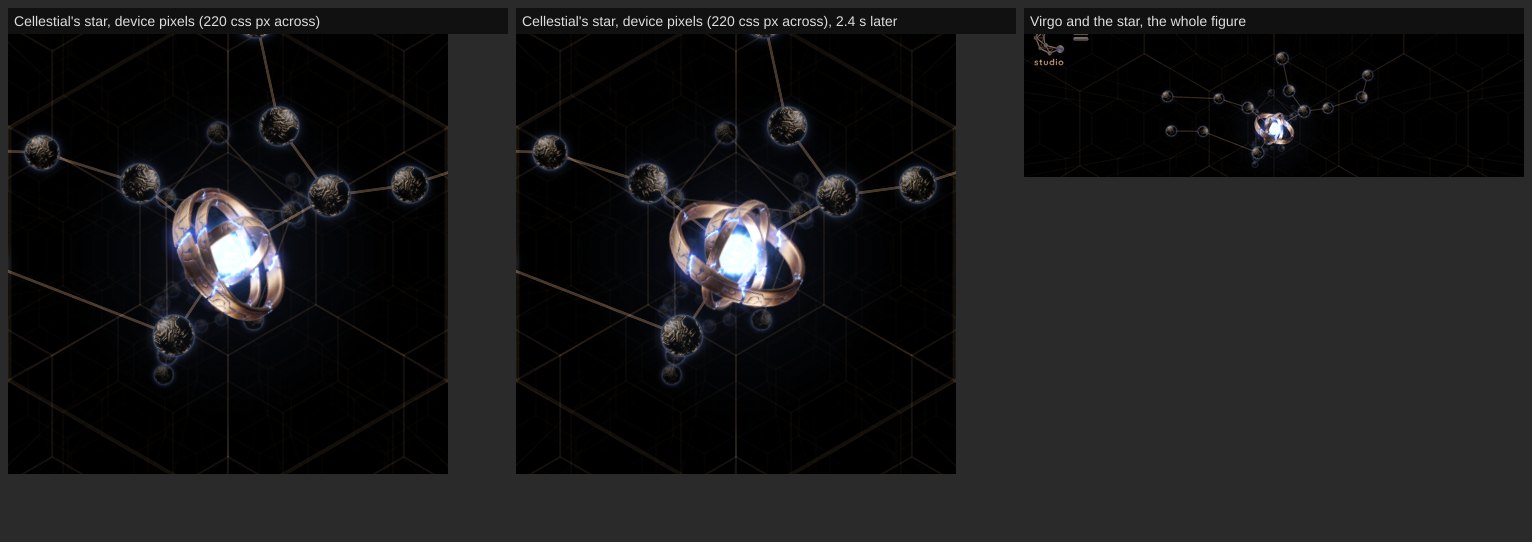 Cellestial's star, device pixels (220 css px across)
Cellestial's star, device pixels (220 css px across), 2.4 s later
Virgo and the star, the whole figure
studio